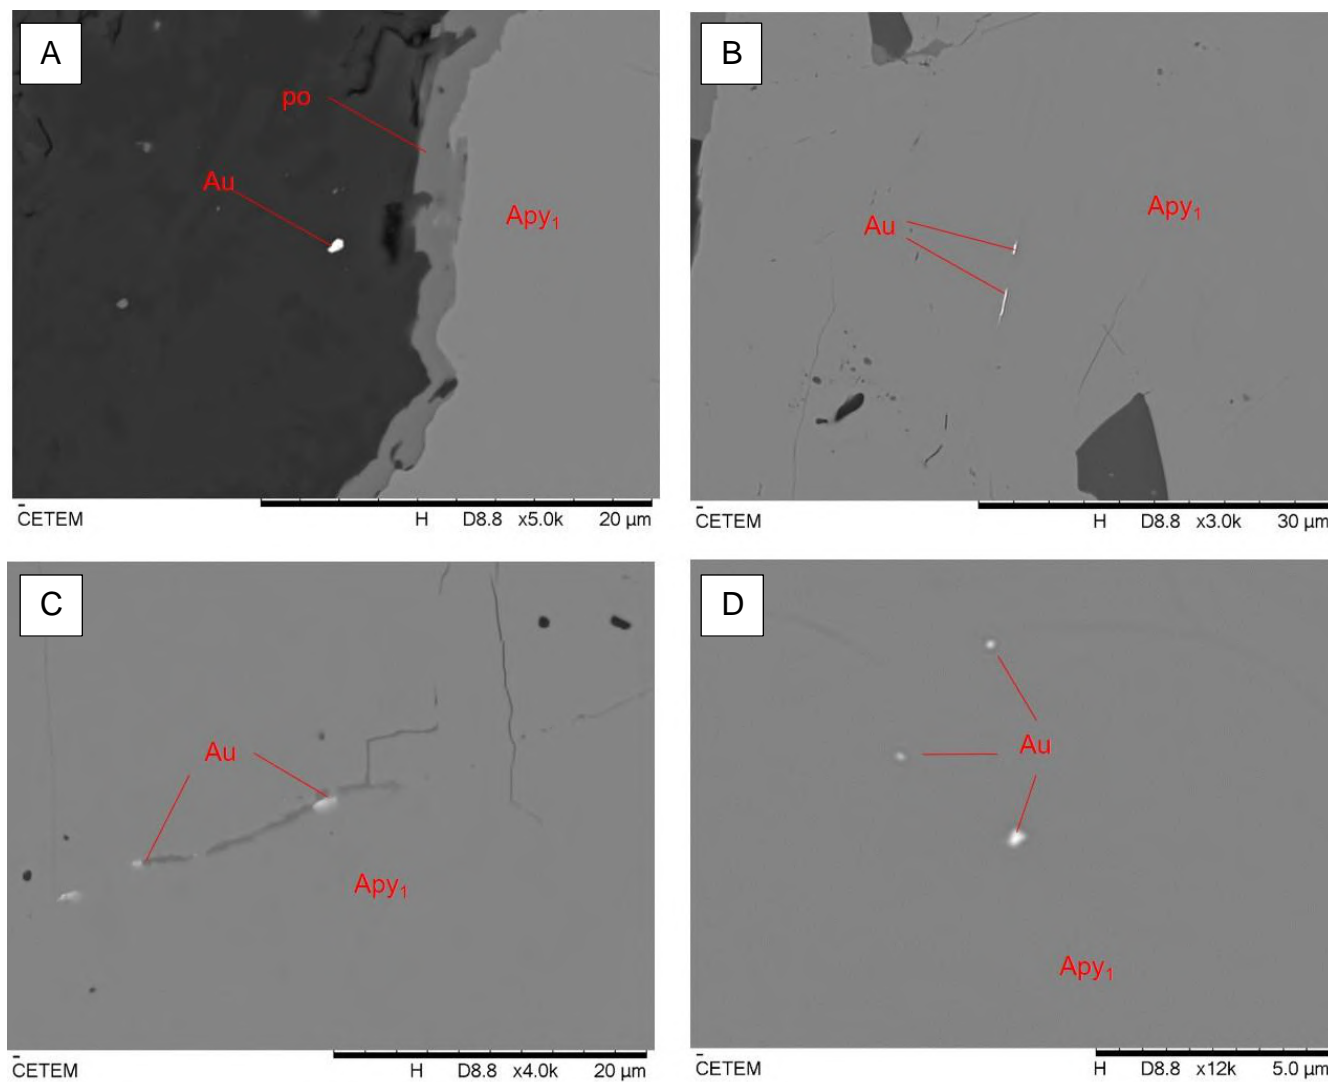 A
po
Au
Apy₁
CETEM H D8.8 x5.0k 20 µm
B
Au
Apy₁
CETEM H D8.8 x3.0k 30 µm
C
Au
Apy₁
CETEM H D8.8 x4.0k 20 µm
D
Au
Apy₁
CETEM H D8.8 x12k 5.0 µm